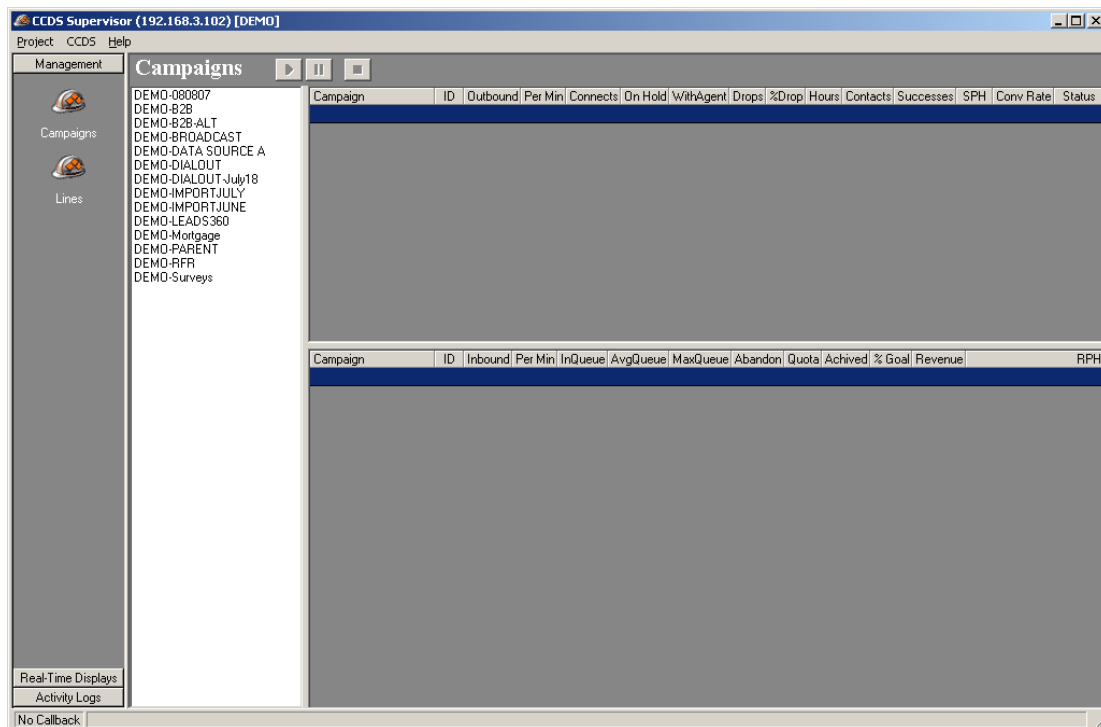 CCDS Supervisor (192.168.3.102) [DEMO]
Project CCDS Help
Management
Campaigns
Lines
Real-Time Displays
Activity Logs
Campaigns
DEMO-080807
DEMO-B2B
DEMO-B2B-ALT
DEMO-BROADCAST
DEMO-DATA SOURCE A
DEMO-DIALOUT
DEMO-DIALOUT-July18
DEMO-IMPORTJULY
DEMO-IMPORTJUNE
DEMO-LEADS360
DEMO-Mortgage
DEMO-PARENT
DEMO-RFR
DEMO-Surveys
Campaign ID Outbound Per Min Connects On Hold WithAgent Drops %Drop Hours Contacts Successes SPH Conv Rate Status
Campaign ID Inbound Per Min InQueue AvgQueue MaxQueue Abandon Quota Achived % Goal Revenue RPH
No Callback